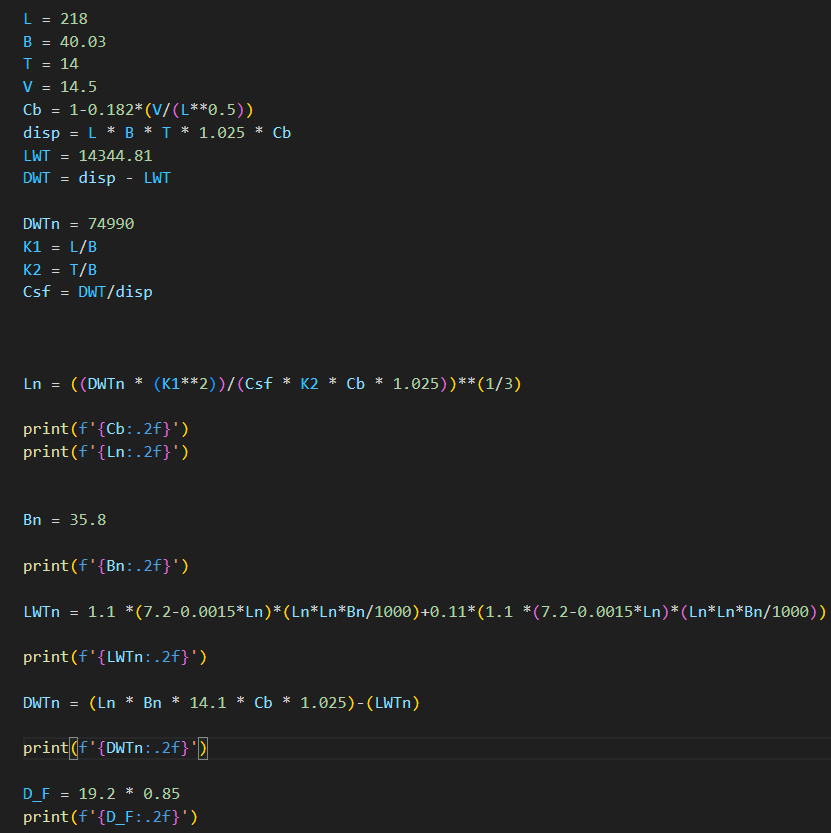 L = 218
B = 40.03
T = 14
V = 14.5
Cb = 1-0.182*(V/(L**0.5))
disp = L * B * T * 1.025 * Cb
LWT = 14344.81
DWT = disp - LWT
DWTn = 74990
K1 = L/B
K2 = T/B
Csf = DWT/disp
Ln = ((DWTn * (K1**2))/(Csf * K2 * Cb * 1.025))**(1/3)
print(f'{Cb:.2f}')
print(f'{Ln:.2f}')
Bn = 35.8
print(f'{Bn:.2f}')
LWTn = 1.1 *(7.2-0.0015*Ln)*(Ln*Ln*Bn/1000)+0.11*(1.1 *(7.2-0.0015*Ln)*(Ln*Ln*Bn/1000))
print(f'{LWTn:.2f}')
DWTn = (Ln * Bn * 14.1 * Cb * 1.025)-(LWTn)
print(f'{DWTn:.2f}')
D_F = 19.2 * 0.85
print(f'{D_F:.2f}')